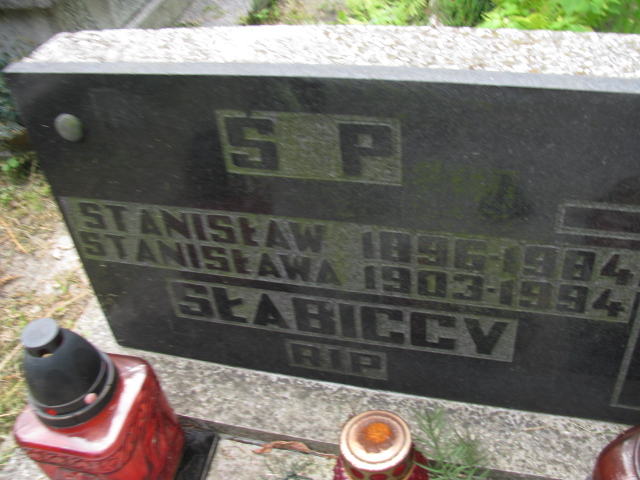 S P
STANISŁAW 1896-1984
STANISŁAWA 1903-1994
SŁABICCY
RIP